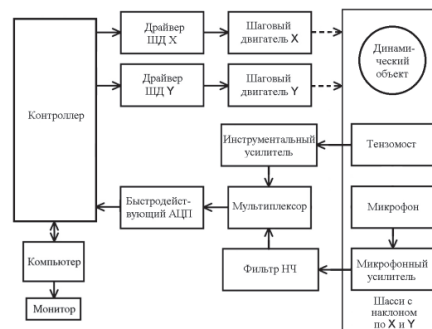 Драйвер
ШД X
Шаговый
двигатель X
Динами-
ческий
объект
Драйвер
ШД Y
Шаговый
двигатель Y
Контроллер
Инструментальный
усилитель
Тензомост
Быстродейст-
вующий АЦП
Мультиплексор
Микрофон
Компьютер
Фильтр НЧ
Микрофонный
усилитель
Монитор
Шасси с
наклоном
по X и Y